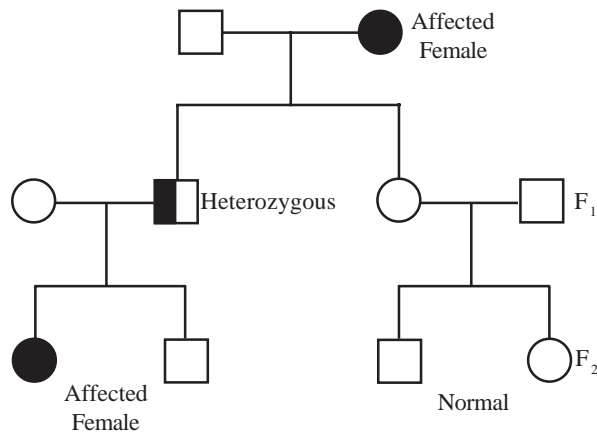 Affected
Female
Heterozygous
F₁
F₂
Affected
Female
Normal